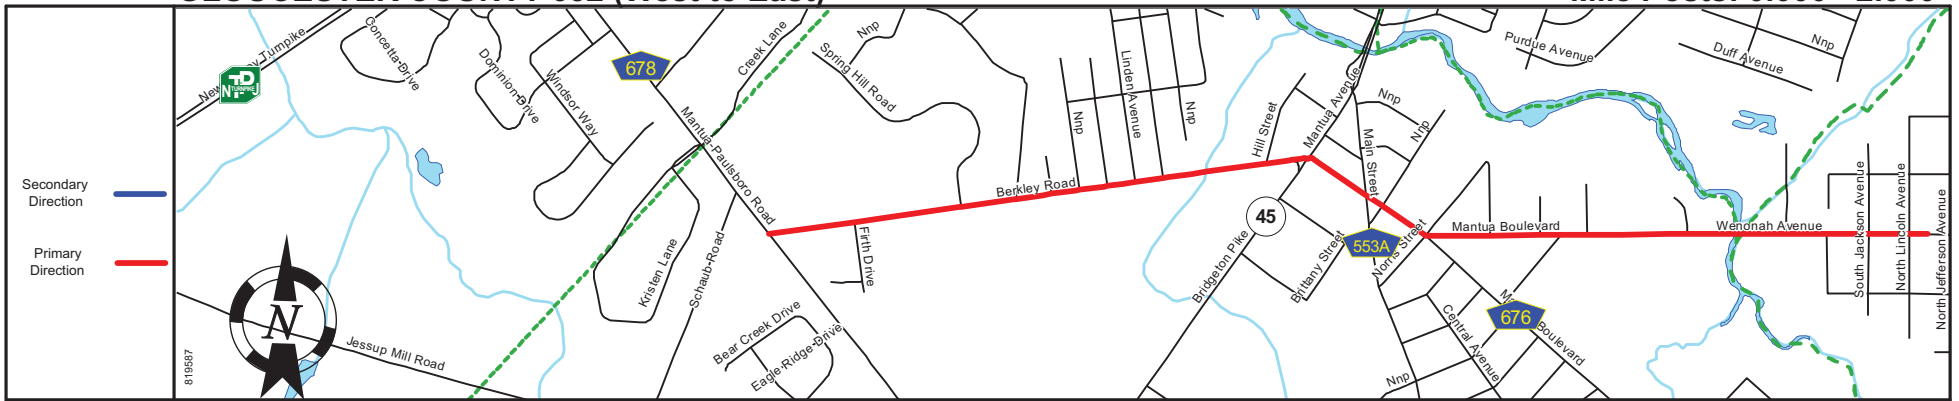 Secondary
Direction
Primary
Direction
New
y Turnpike
N
TP
J
TURNPIKE
Concetta Drive
Dominion Drive
Windsor Way
678
Creek Lane
Nnp
Spring Hill Road
Mantua-Paulsboro Road
Linden Avenue
Nnp
Nnp
Hill Street
Mantua Avenue
Nnp
Nnp
Main Street
Purdue Avenue
Duff Avenue
Nnp
Berkley Road
Firth Drive
Kristen Lane
Schaub Road
Bear Creek Drive
Eagle Ridge Drive
45
Bridgeton Pike
Brittany Street
553A
Norris Street
Mantua Boulevard
Wenonah Avenue
South Jackson Avenue
North Lincoln Avenue
North Jefferson Avenue
Central Avenue
676
Boulevard
Nnp
Jessup Mill Road
N
819587